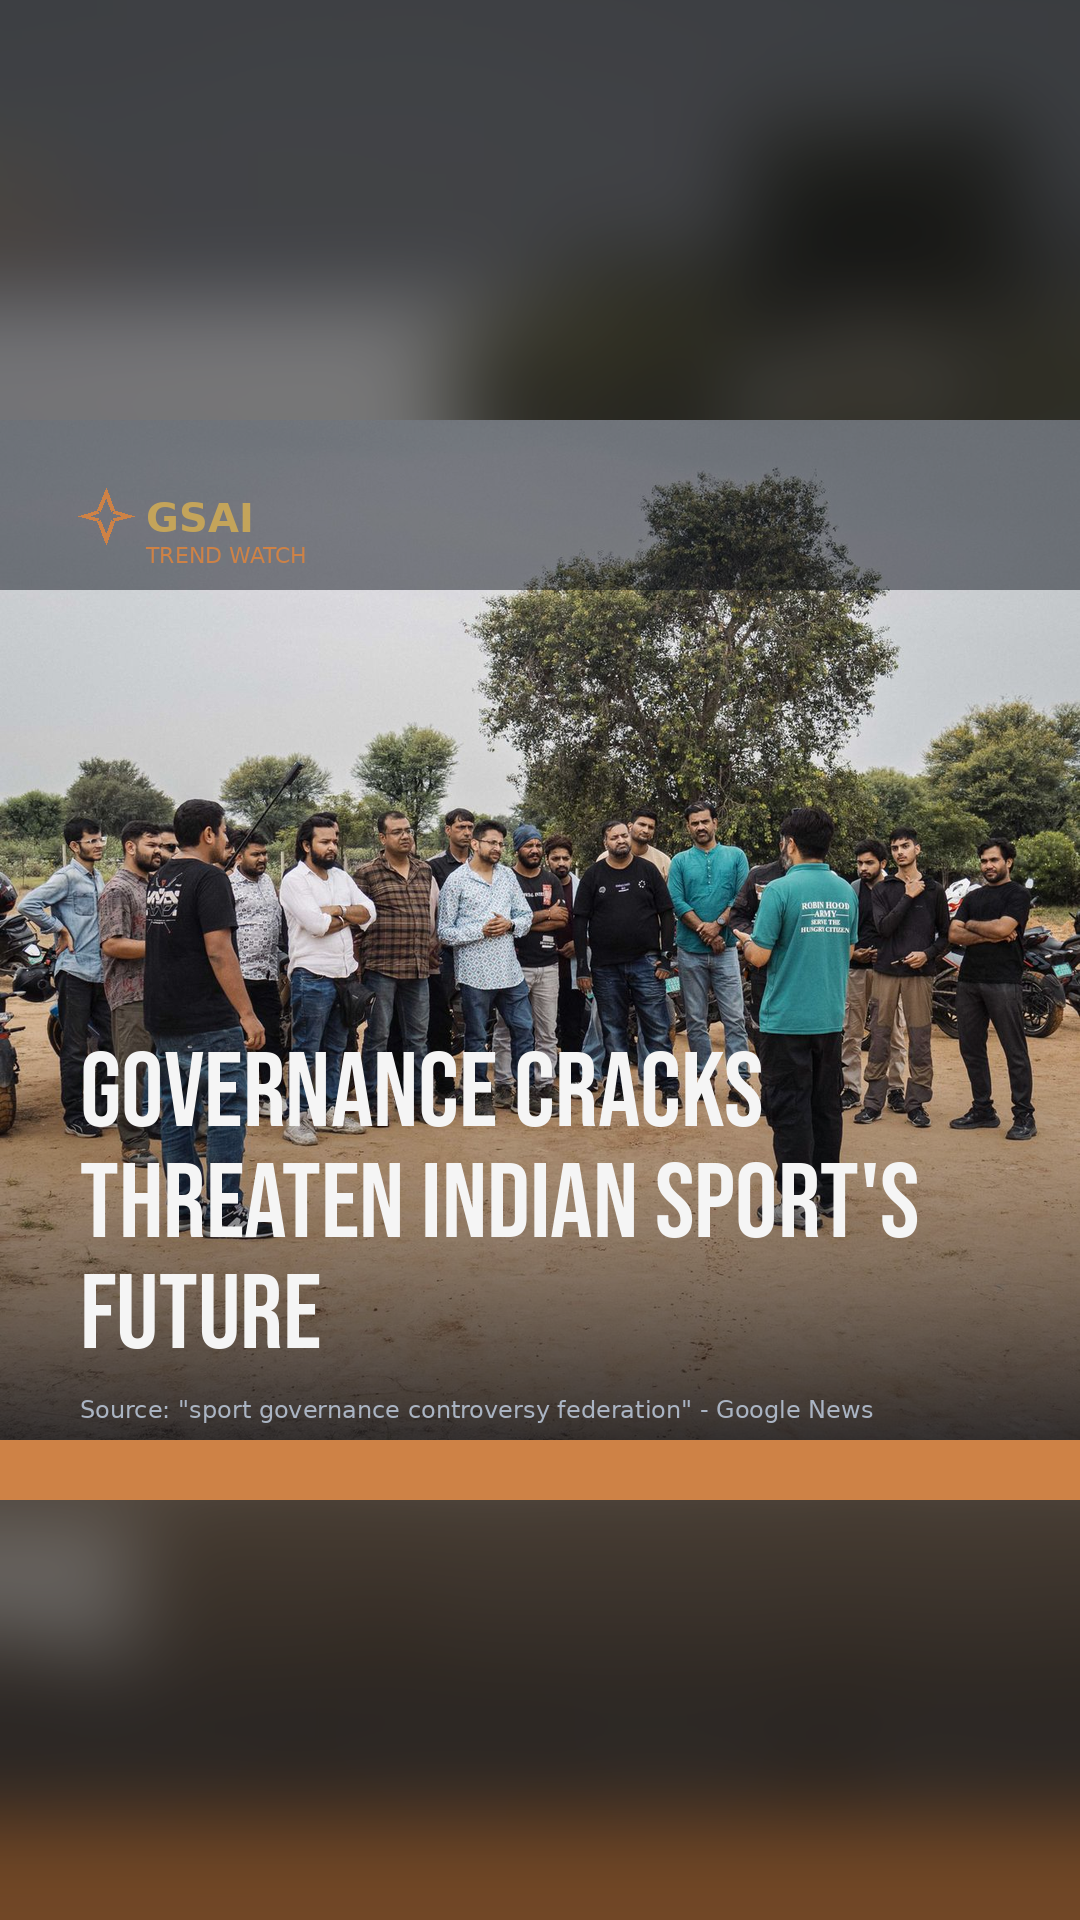 GSAI
TREND WATCH
ROBIN HOOD
ARMY
SERVE THE
HUNGRY CITIZEN
GOVERNANCE CRACKS
THREATEN INDIAN SPORT'S
FUTURE
Source: "sport governance controversy federation" - Google News